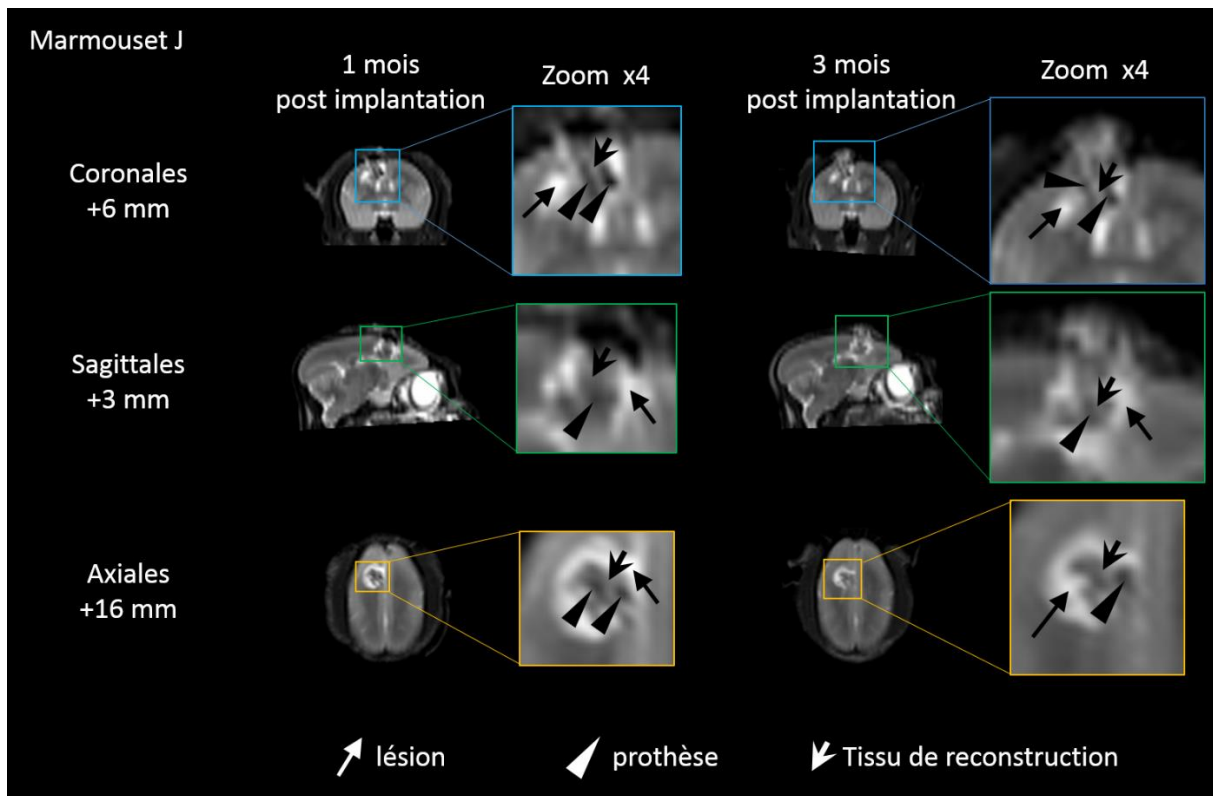 Marmouset J
1 mois
post implantation
Zoom x4
3 mois
post implantation
Zoom x4
Coronales
+6 mm
Sagittales
+3 mm
Axiales
+16 mm
lésion
prothèse
Tissu de reconstruction